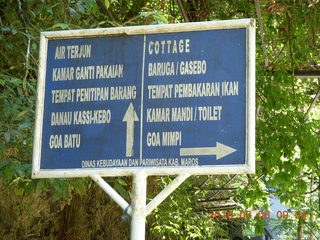 AIR TERJUN
KAMAR GANTI PAKAIAN
TEMPAT PENITIPAN BARANG
DANAU KASSI-KEBO
GOA BATU
COTTAGE
BARUGA / GASEBO
TEMPAT PEMBAKARAN IKAN
KAMAR MANDI / TOILET
GOA MIMPI
DINAS KEBUDAYAAN DAN PARIWISATA KAB. MAROS